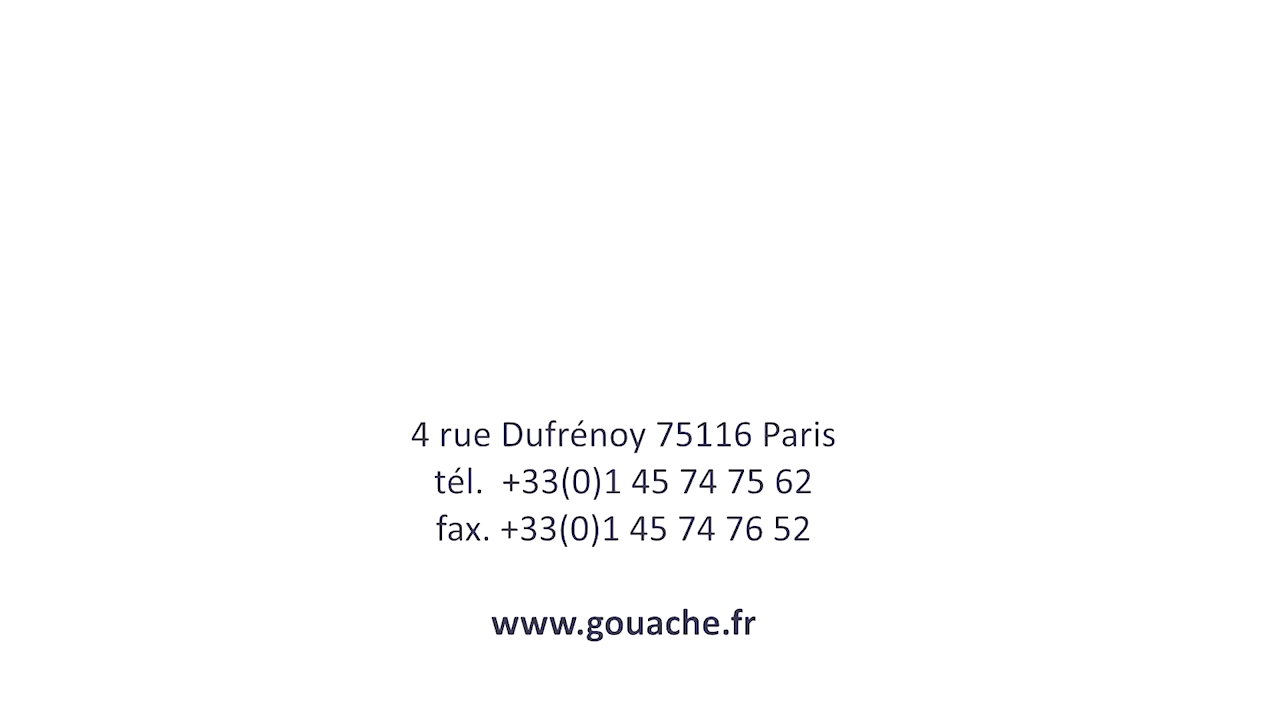 4 rue Dufrénoy 75116 Paris
tél.  +33(0)1 45 74 75 62
fax. +33(0)1 45 74 76 52
www.gouache.fr